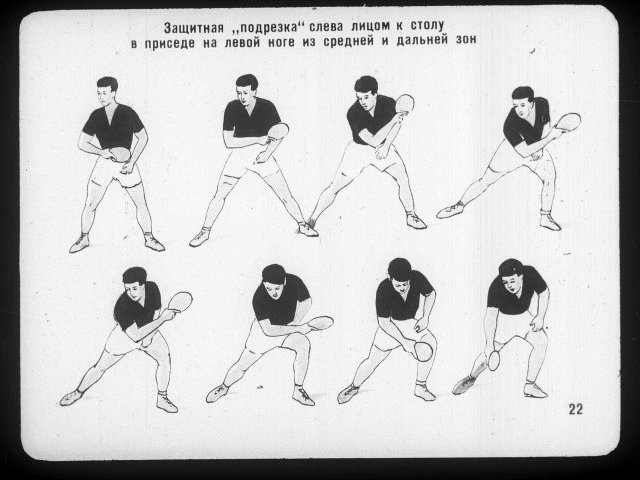 Защитная „подрезка“ слева лицом к столу
в приседе на левой ноге из средней и дальней зон
22